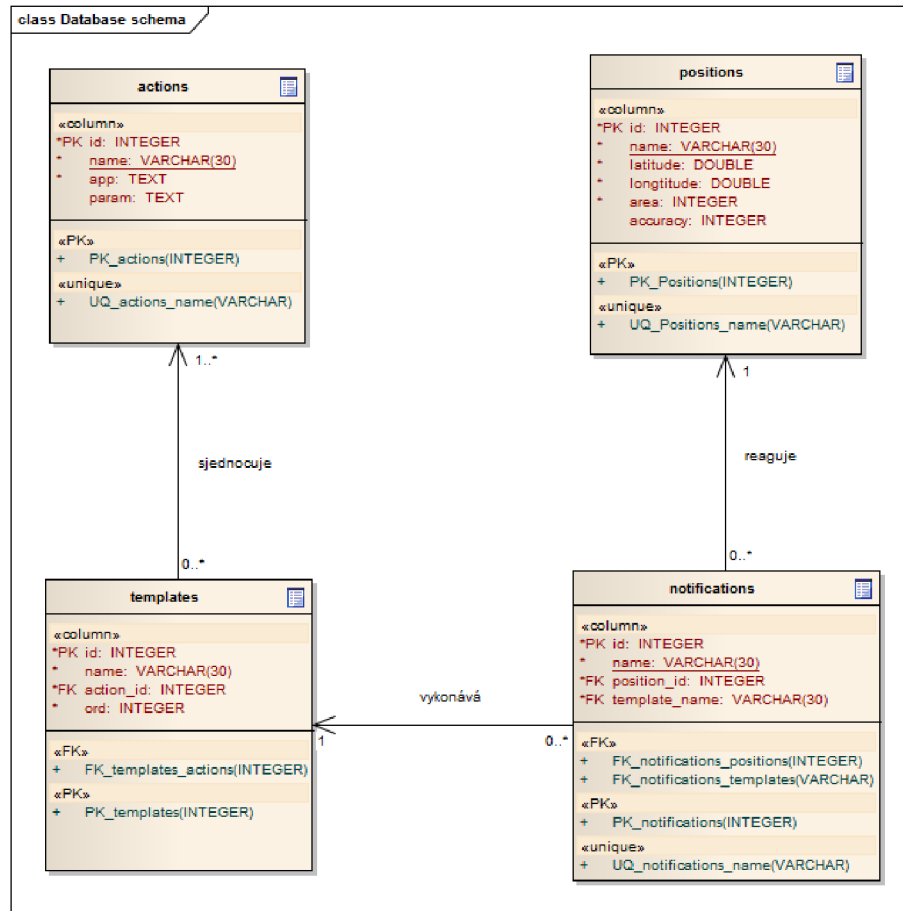 class Database schema
actions
«column»
*PK id: INTEGER
* name: VARCHAR(30)
* app: TEXT
param: TEXT
«PK»
+ PK_actions(INTEGER)
«unique»
+ UQ_actions_name(VARCHAR)
positions
«column»
*PK id: INTEGER
* name: VARCHAR(30)
* latitude: DOUBLE
* longtitude: DOUBLE
* area: INTEGER
accuracy: INTEGER
«PK»
+ PK_Positions(INTEGER)
«unique»
+ UQ_Positions_name(VARCHAR)
1..*
sjednocuje
0..*
1
reaguje
0..*
templates
«column»
*PK id: INTEGER
* name: VARCHAR(30)
*FK action_id: INTEGER
* ord: INTEGER
«FK»
+ FK_templates_actions(INTEGER)
«PK»
+ PK_templates(INTEGER)
vykonává
1
0..*
notifications
«column»
*PK id: INTEGER
* name: VARCHAR(30)
*FK position_id: INTEGER
*FK template_name: VARCHAR(30)
«FK»
+ FK_notifications_positions(INTEGER)
+ FK_notifications_templates(VARCHAR)
«PK»
+ PK_notifications(INTEGER)
«unique»
+ UQ_notifications_name(VARCHAR)